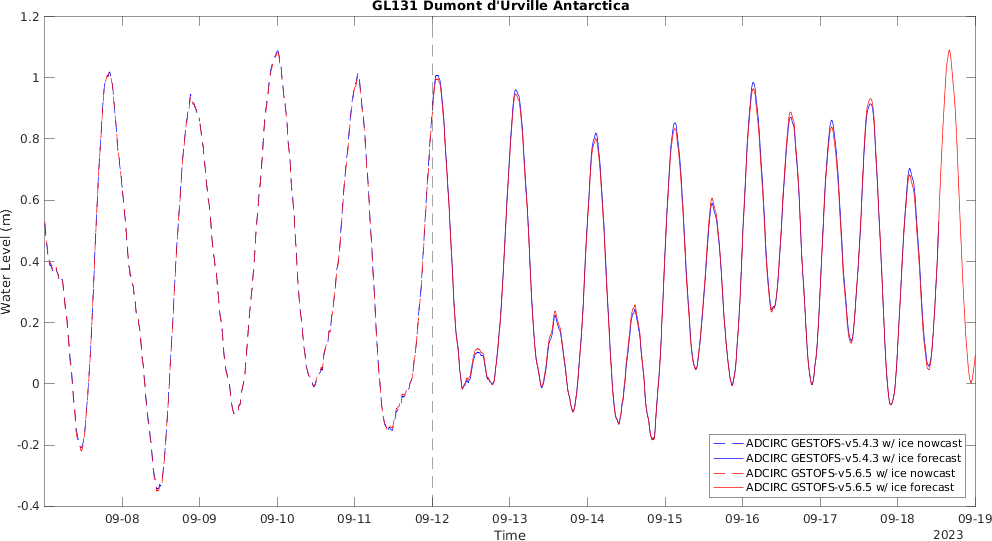 GL131 Dumont d'Urville Antarctica
1.2
1
0.8
0.6
0.4
0.2
0
-0.2
-0.4
Water Level (m)
ADCIRC GESTOFS-v5.4.3 w/ ice nowcast
ADCIRC GESTOFS-v5.4.3 w/ ice forecast
ADCIRC GSTOFS-v5.6.5 w/ ice nowcast
ADCIRC GSTOFS-v5.6.5 w/ ice forecast
09-08 09-09 09-10 09-11 09-12 09-13 09-14 09-15 09-16 09-17 09-18 09-19
Time
2023